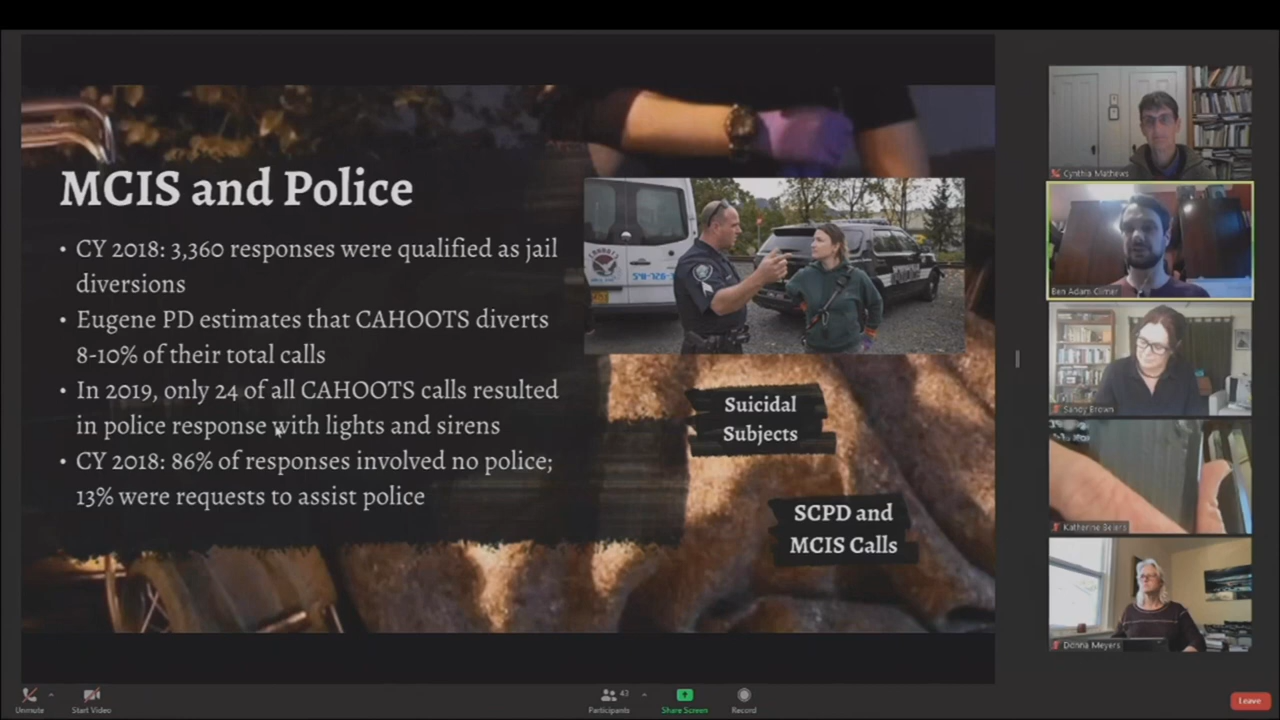 MCIS and Police
• CY 2018: 3,360 responses were qualified as jail
diversions
• Eugene PD estimates that CAHOOTS diverts
8-10% of their total calls
• In 2019, only 24 of all CAHOOTS calls resulted
in police response with lights and sirens
• CY 2018: 86% of responses involved no police;
13% were requests to assist police
Suicidal
Subjects
SCPD and
MCIS Calls
Cynthia Mathews
Ben Adam Climer
Sandy Brown
Katherine Beiers
Donna Meyers
Unmute
Start Video
Participants
43
Share Screen
Record
Leave